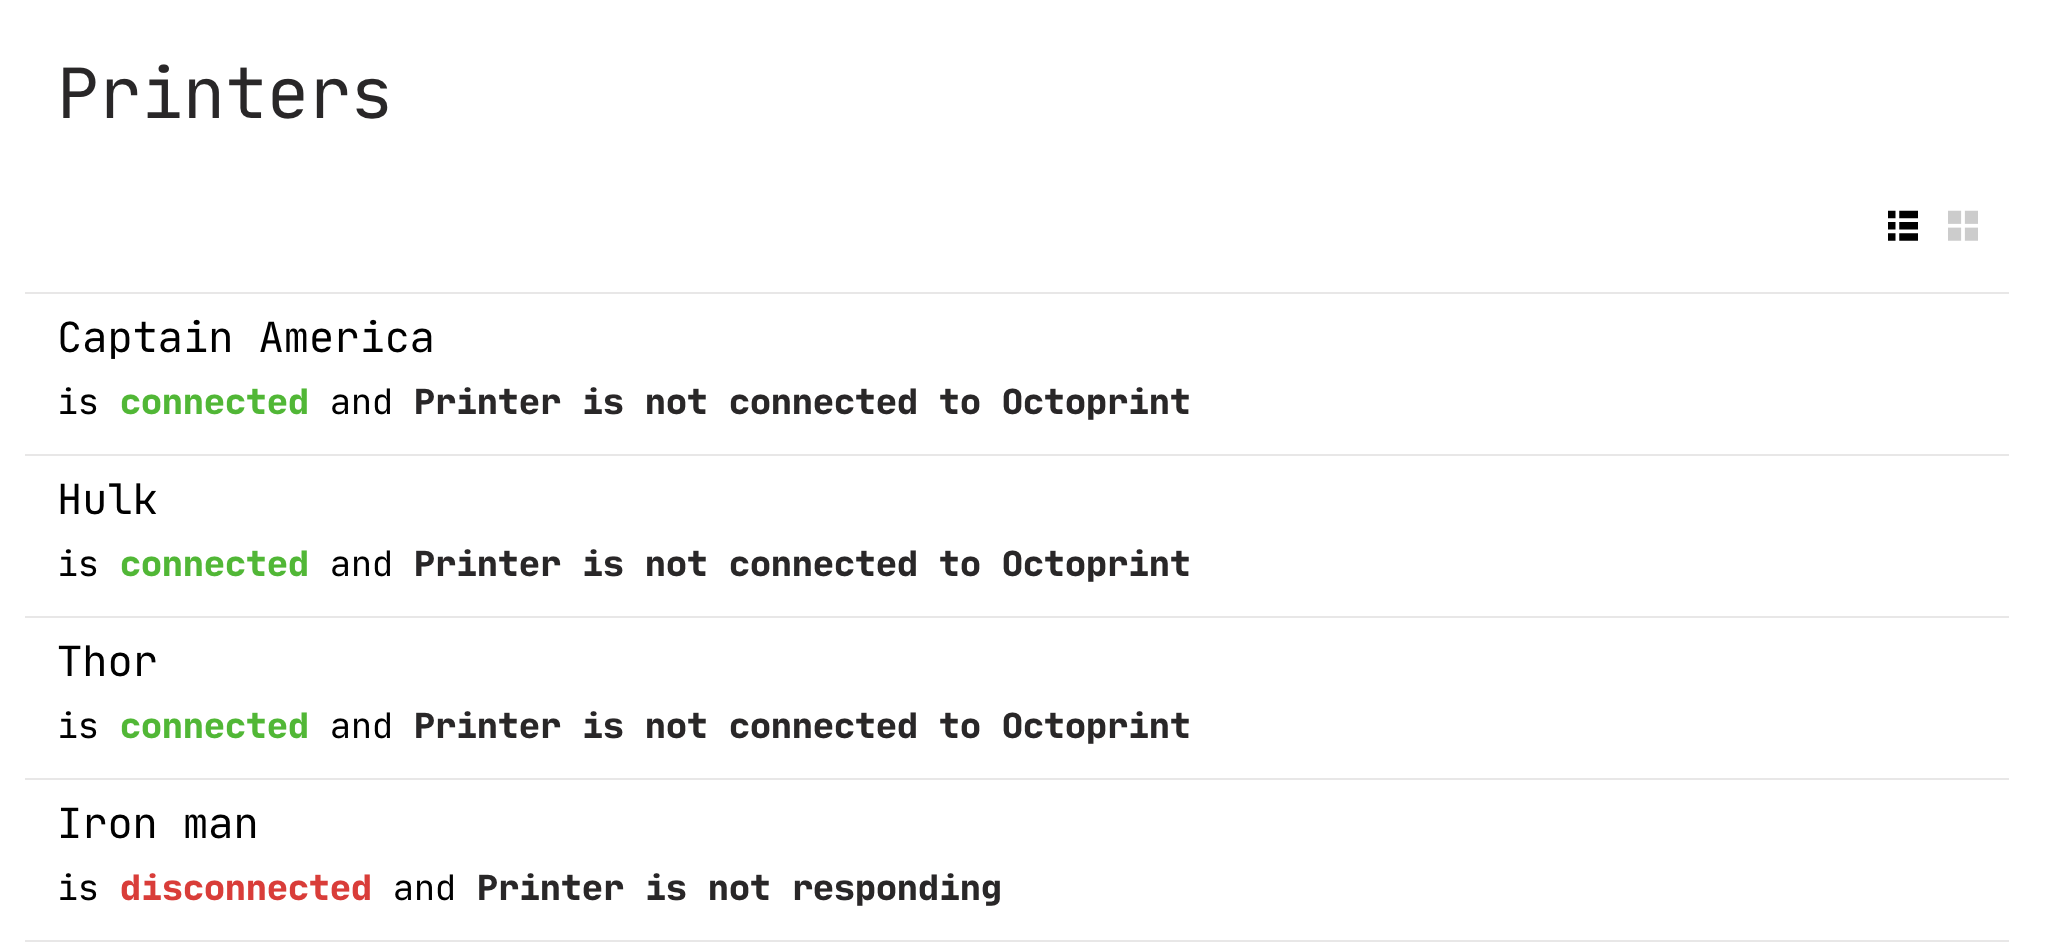 Printers
Captain America
is connected and Printer is not connected to Octoprint
Hulk
is connected and Printer is not connected to Octoprint
Thor
is connected and Printer is not connected to Octoprint
Iron man
is disconnected and Printer is not responding